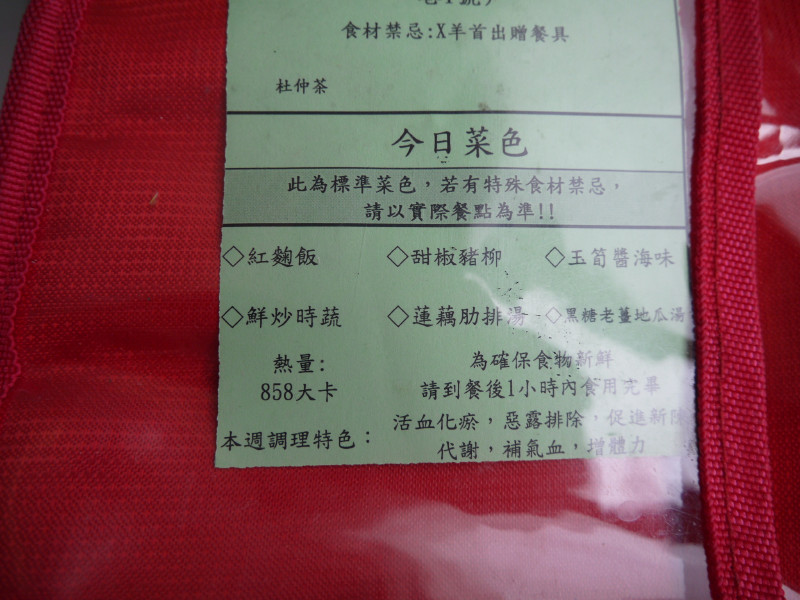 食材禁忌:X羊首出贈餐具
杜仲茶
今日菜色
此為標準菜色，若有特殊食材禁忌，
請以實際餐點為準!!
◇紅麴飯 ◇甜椒豬柳 ◇玉筍醬海味
◇鮮炒時蔬 ◇蓮藕肋排湯 ◇黑糖老薑地瓜湯
熱量:
858大卡
為確保食物新鮮
請到餐後1小時內食用完畢
本週調理特色：
活血化瘀，惡露排除，促進新陳
代謝，補氣血，增體力